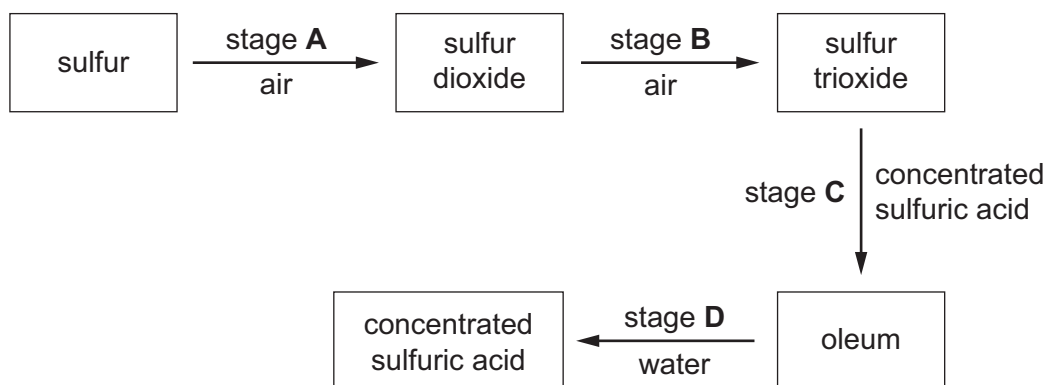 sulfur
stage A
air
sulfur
dioxide
stage B
air
sulfur
trioxide
stage C
concentrated
sulfuric acid
oleum
stage D
water
concentrated
sulfuric acid